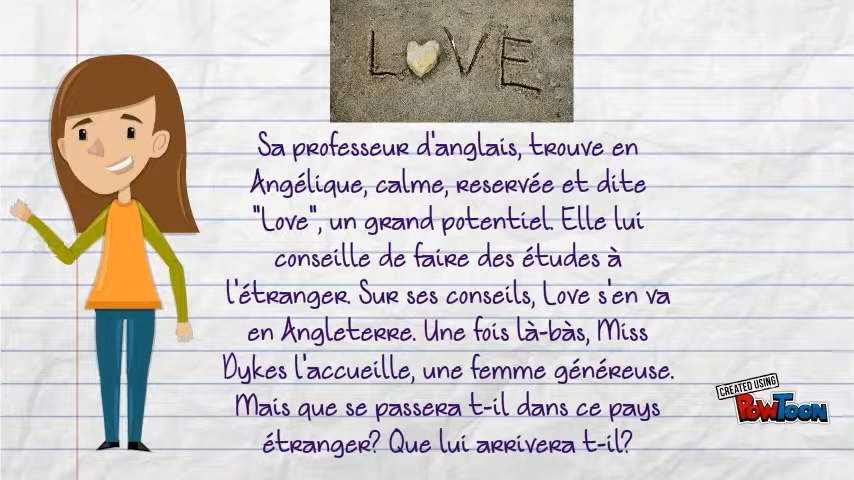 LOVE
Sa professeur d'anglais, trouve en
Angélique, calme, reservée et dite
"Love", un grand potentiel. Elle lui
conseille de faire des études à
l'étranger. Sur ses conseils, Love s'en va
en Angleterre. Une fois là-bàs, Miss
Dykes l'accueille, une femme généreuse.
Mais que se passera t-il dans ce pays
étranger? Que lui arrivera t-il?
CREATED USING
POWTOON